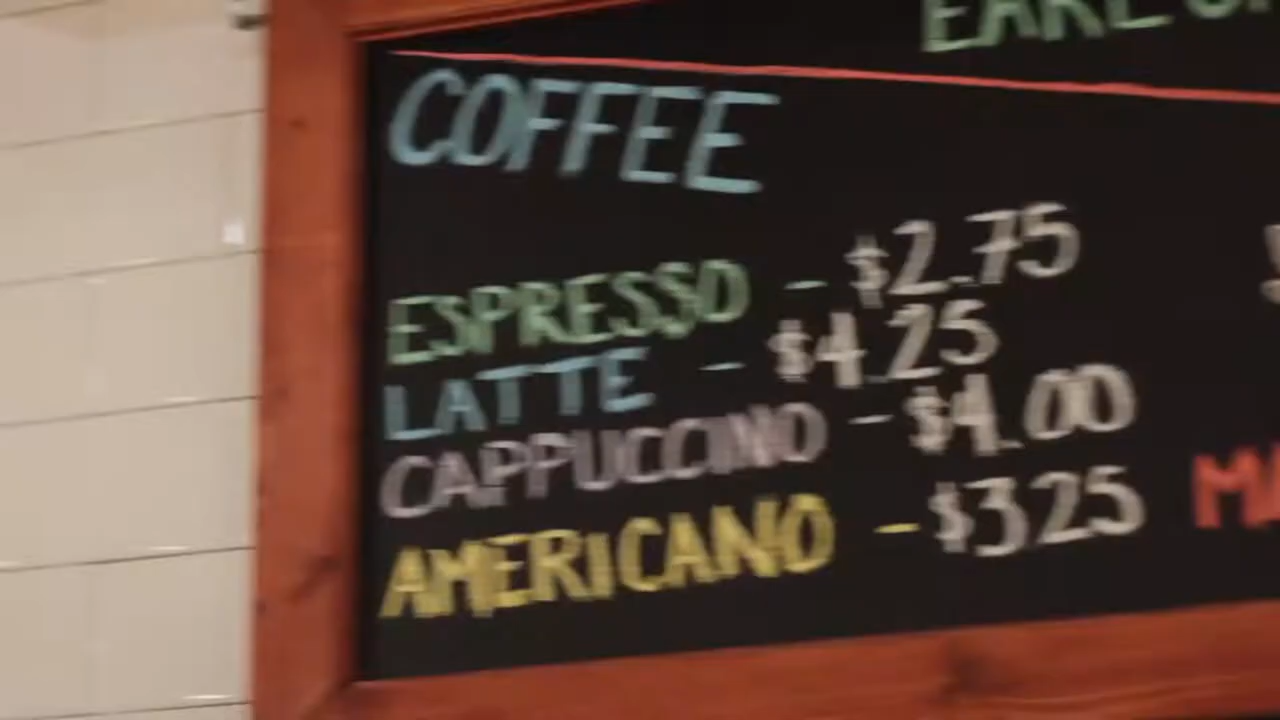 COFFEE
ESPRESSO - $2.75
LATTE - $4.25
CAPPUCCINO - $4.00
AMERICANO - $3.25